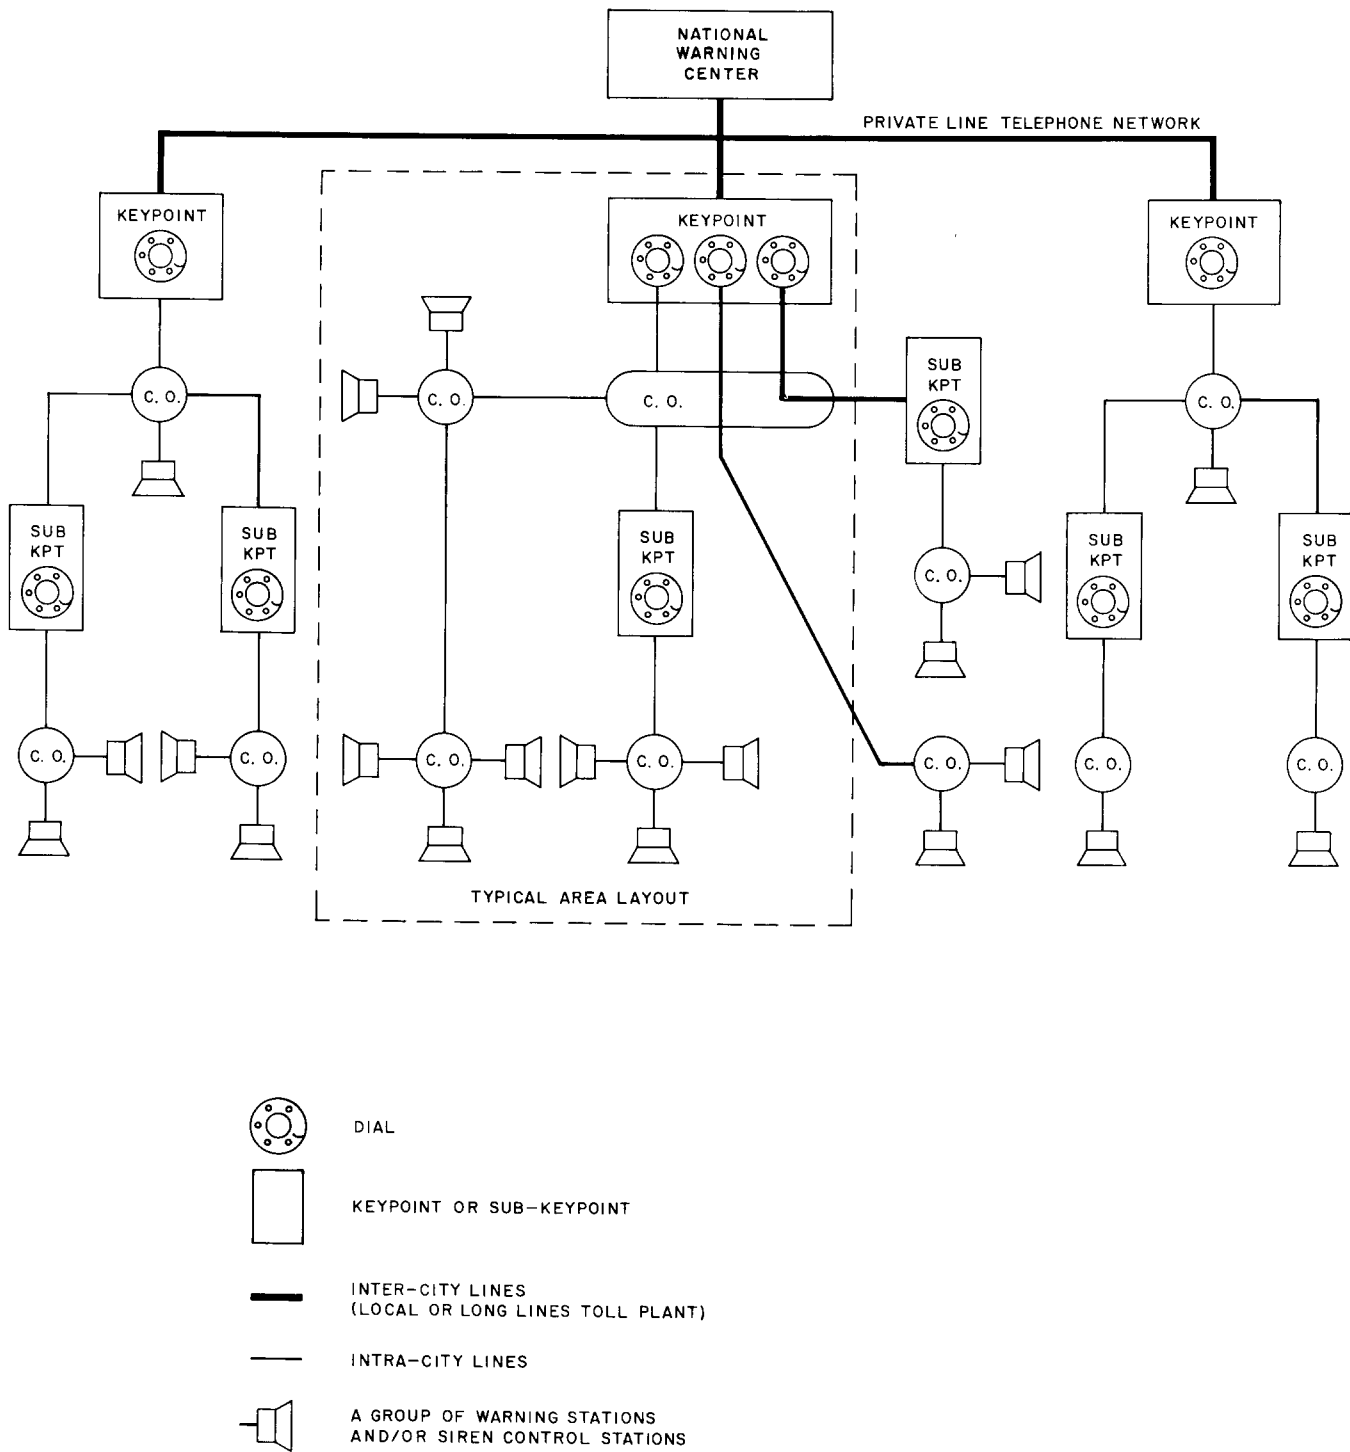 NATIONAL
WARNING
CENTER
PRIVATE LINE TELEPHONE NETWORK
KEYPOINT
KEYPOINT
KEYPOINT
SUB
KPT
C. O.
C. O.
C. O.
C. O.
SUB
KPT
SUB
KPT
SUB
KPT
SUB
KPT
SUB
KPT
C. O.
C. O.
C. O.
C. O.
C. O.
C. O.
C. O.
C. O.
TYPICAL AREA LAYOUT
DIAL
KEYPOINT OR SUB-KEYPOINT
INTER-CITY LINES
(LOCAL OR LONG LINES TOLL PLANT)
INTRA-CITY LINES
A GROUP OF WARNING STATIONS
AND/OR SIREN CONTROL STATIONS